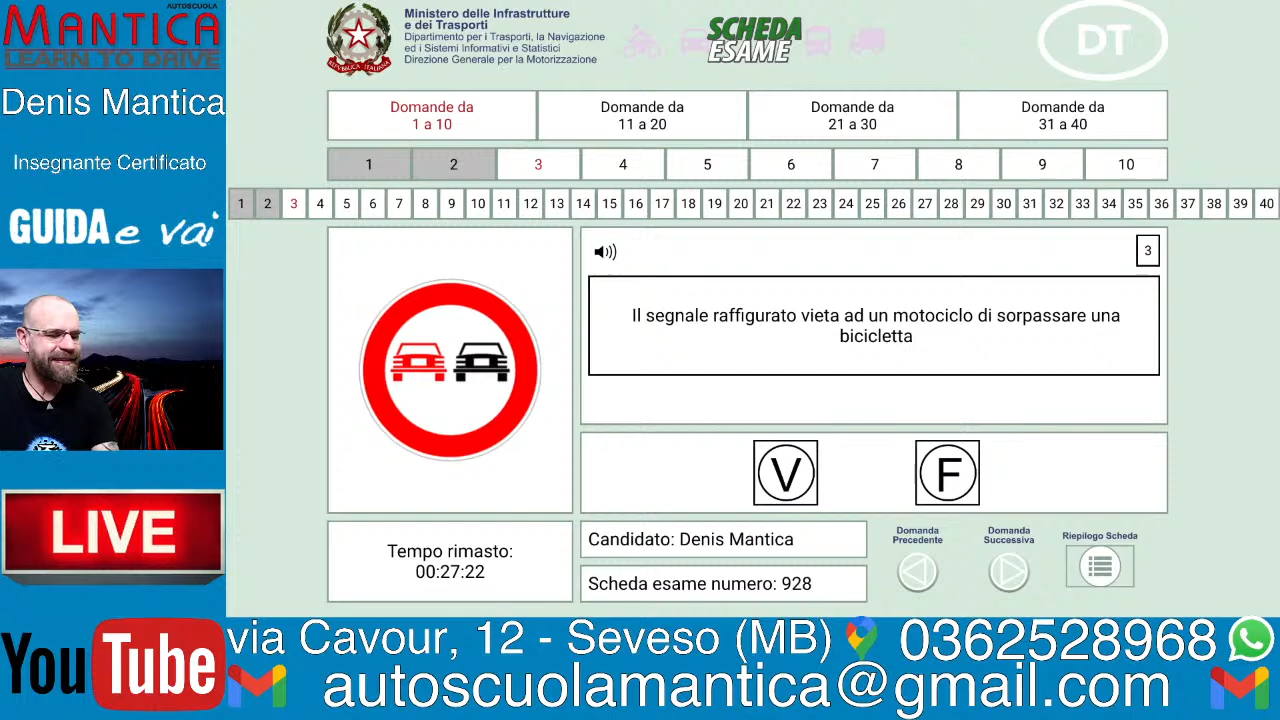 AUTOSCUOLA
MANTICA
LEARN TO DRIVE
Denis Mantica
Insegnante Certificato
GUIDA e vai
LIVE
YouTube
Ministero delle Infrastrutture
e dei Trasporti
Dipartimento per i Trasporti, la Navigazione
ed i Sistemi Informativi e Statistici
Direzione Generale per la Motorizzazione
REPVBBLICA ITALIANA
SCHEDA
ESAME
DT
Domande da
1 a 10
Domande da
11 a 20
Domande da
21 a 30
Domande da
31 a 40
1 2 3 4 5 6 7 8 9 10
1 2 3 4 5 6 7 8 9 10 11 12 13 14 15 16 17 18 19 20 21 22 23 24 25 26 27 28 29 30 31 32 33 34 35 36 37 38 39 40
3
Il segnale raffigurato vieta ad un motociclo di sorpassare una
bicicletta
V F
Tempo rimasto:
00:27:22
Candidato: Denis Mantica
Scheda esame numero: 928
Domanda
Precedente
Domanda
Successiva
Riepilogo Scheda
via Cavour, 12 - Seveso (MB) 0362528968
autoscuolamantica@gmail.com